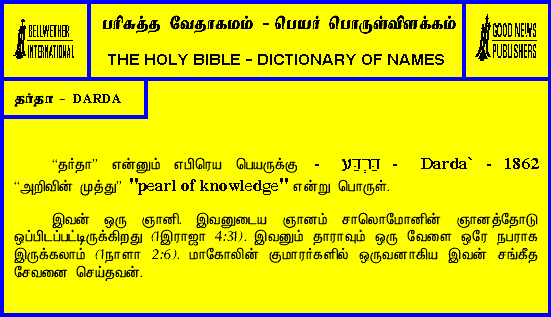 BELLWETHER
INTERNATIONAL
பரிசுத்த வேதாகமம் - பெயர் பொருள்விளக்கம்
THE HOLY BIBLE - DICTIONARY OF NAMES
GOOD NEWS
PUBLISHERS
தர்தா - DARDA
“தர்தா” என்னும் எபிரெய பெயருக்கு - דַּרְדַּע - Darda` - 1862
“அறிவின் முத்து” "pearl of knowledge" என்று பொருள்.
இவன் ஒரு ஞானி. இவனுடைய ஞானம் சாலொமோனின் ஞானத்தோடு
ஒப்பிடப்பட்டிருக்கிறது (1இராஜா 4:31). இவனும் தாராவும் ஒரு வேளை ஒரே நபராக
இருக்கலாம் (1நாளா 2:6). மாகோலின் குமாரர்களில் ஒருவனாகிய இவன் சங்கீத
சேவனை செய்தவன்.